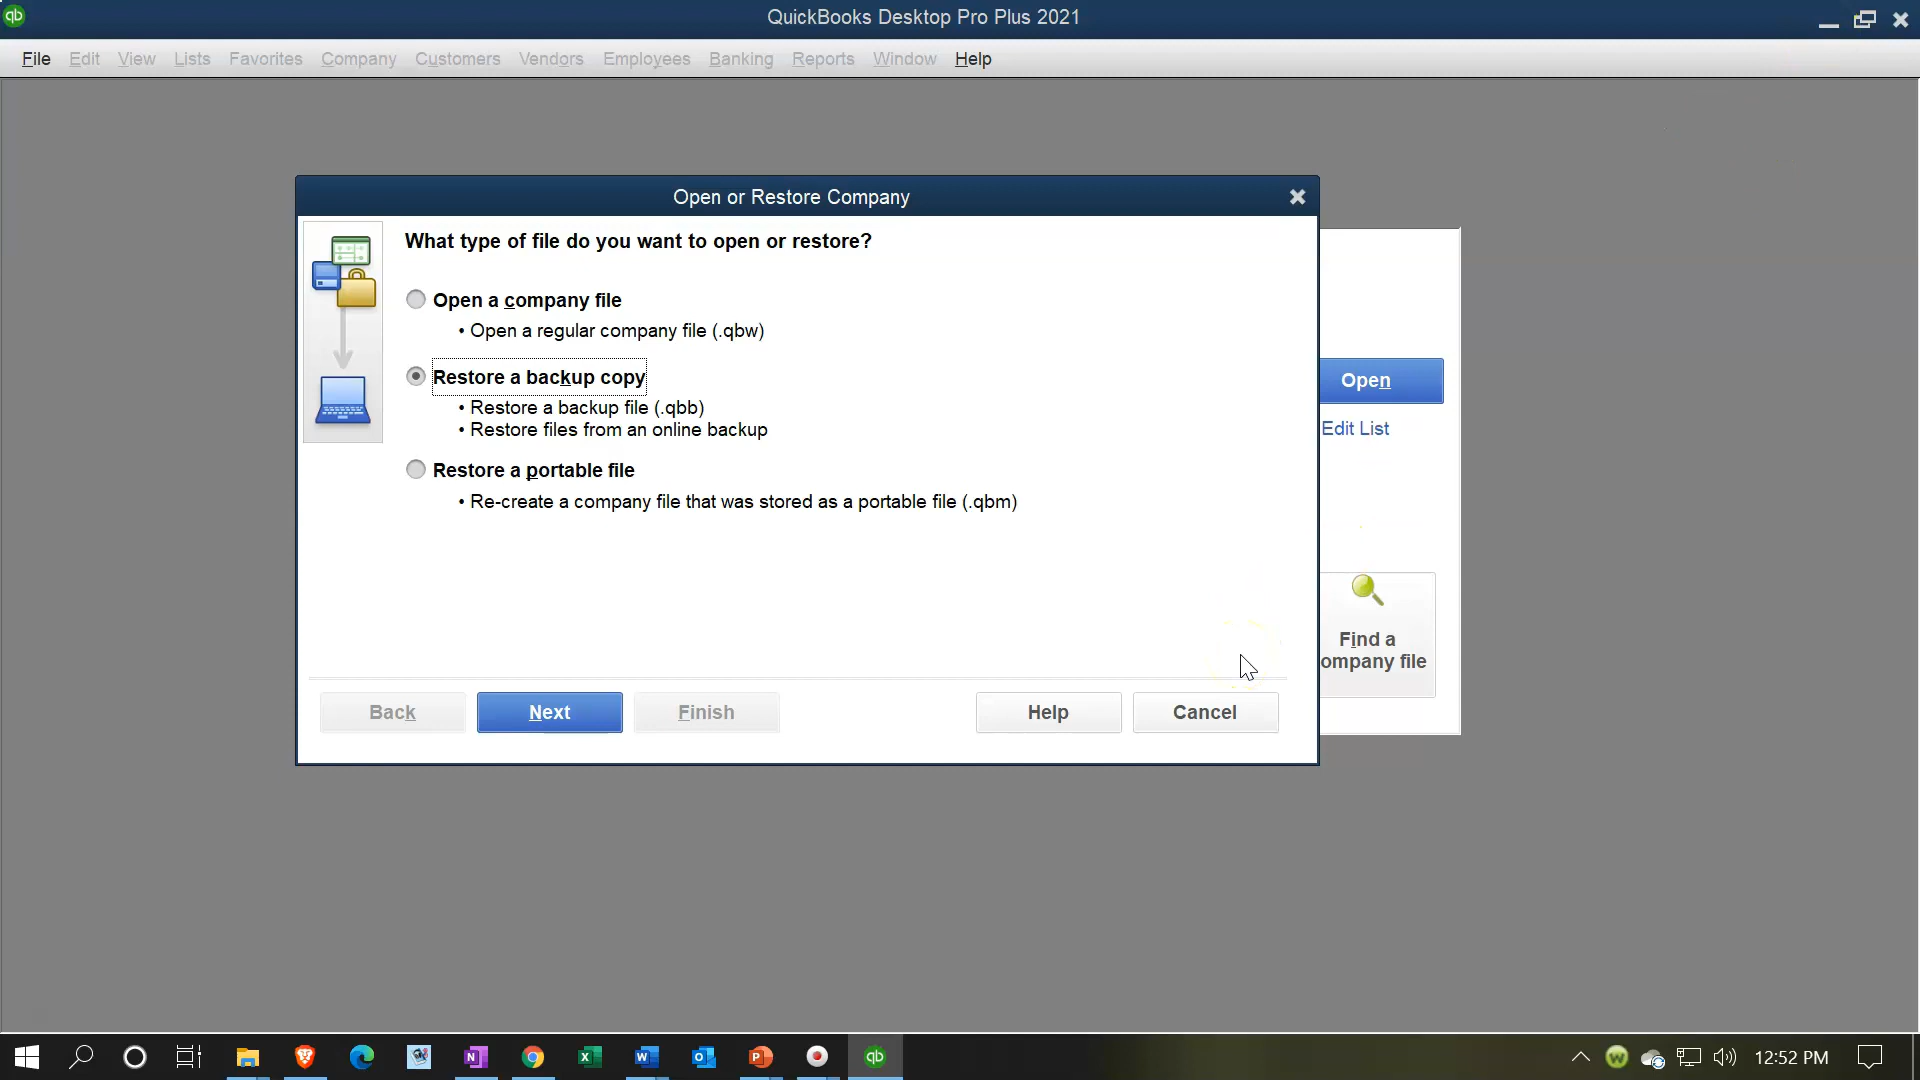 qb QuickBooks Desktop Pro Plus 2021
File Edit View Lists Favorites Company Customers Vendors Employees Banking Reports Window Help
Open or Restore Company
What type of file do you want to open or restore?
Open a company file
• Open a regular company file (.qbw)
Restore a backup copy
• Restore a backup file (.qbb)
• Restore files from an online backup
Restore a portable file
• Re-create a company file that was stored as a portable file (.qbm)
Back Next Finish Help Cancel
Open
Edit List
Find a
ompany file
N X W O P qb W 12:52 PM